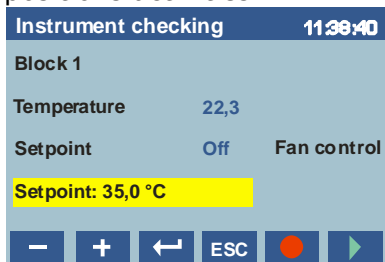 Instrument checking 11:38:40
Block 1
Temperature 22,3
Setpoint Off Fan control
Setpoint: 35,0 °C
− + ESC